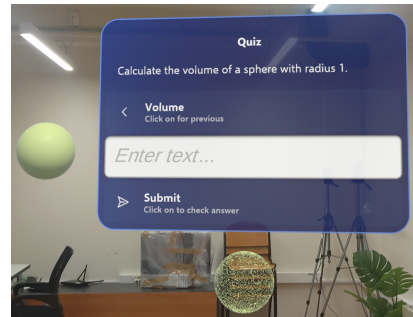 Quiz
Calculate the volume of a sphere with radius 1.
Volume
Click on for previous
Enter text...
Submit
Click on to check answer